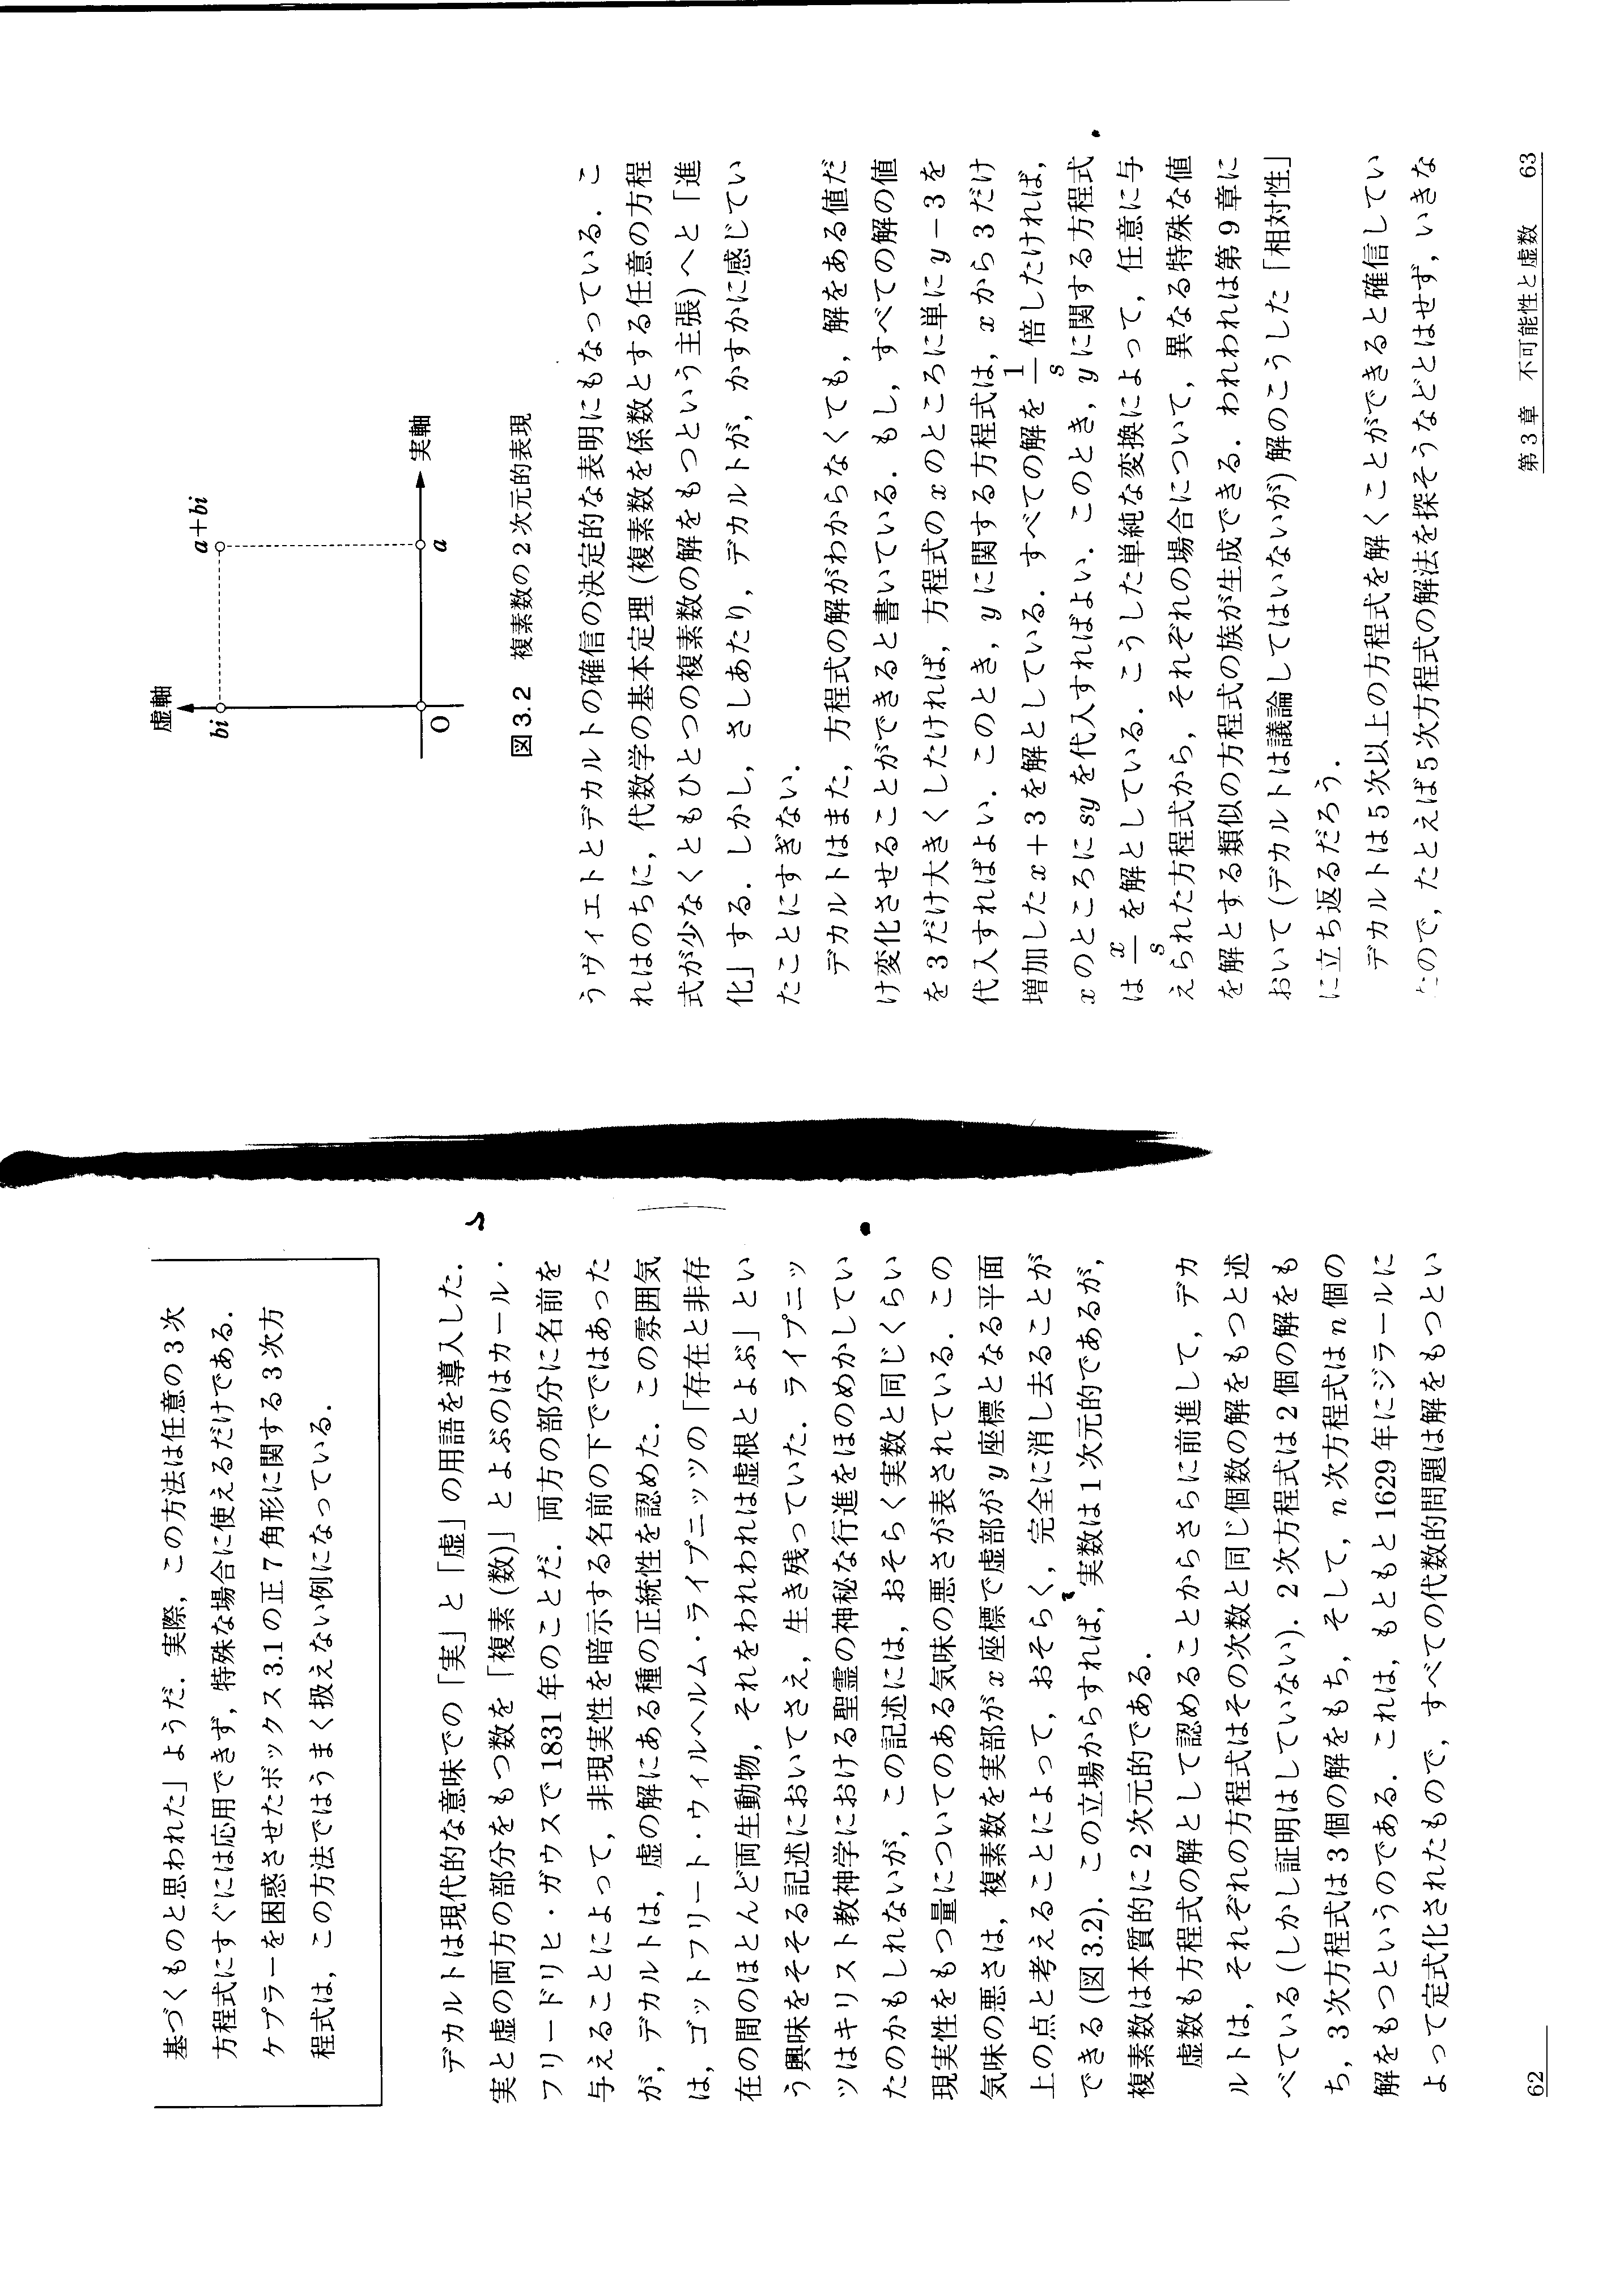 基づくものと思われた」ようだ．実際，この方法は任意の3次
方程式にすぐには応用できず，特殊な場合に使えるだけである．
ケプラーを困惑させたボックス3.1の正7角形に関する3次方
程式は，この方法ではうまく扱えない例になっている．
デカルトは現代的な意味での「実」と「虚」の用語を導入した．
実と虚の両方の部分をもつ数を「複素(数)」とよぶのはカール・
フリードリヒ・ガウスで1831年のことだ．両方の部分に名前を
与えることによって，非現実性を暗示する名前の下でではあった
が，デカルトは，虚の解にある種の正統性を認めた．この雰囲気
は，ゴットフリート・ウィルヘルム・ライプニッツの「存在と非存
在の間のほとんど両生動物，それをわれわれは虚根とよぶ」とい
う興味をそそる記述においてさえ，生き残っていた．ライプニッ
ツはキリスト教神学における聖霊の神秘な行進をほのめかしてい
たのかもしれないが，この記述には，おそらく実数と同じくらい
現実性をもつ量についてのある気味の悪さが表されている．この
気味の悪さは，複素数を実部がx座標で虚部がy座標となる平面
上の点と考えることによって，おそらく，完全に消し去ることが
できる(図3.2)．この立場からすれば，実数は1次元的であるが，
複素数は本質的に2次元的である．
虚数も方程式の解として認めることからさらに前進して，デカ
ルトは，それぞれの方程式はその次数と同じ個数の解をもつと述
べている(しかし証明はしていない)．2次方程式は2個の解をも
ち，3次方程式は3個の解をもち，そして，n次方程式はn個の
解をもつというのである．これは，もともと1629年にジラールに
よって定式化されたもので，すべての代数的問題は解をもつとい
62
虚軸
bi
a+bi
O
a
実軸
図3.2 複素数の2次元的表現
うヴィエトとデカルトの確信の決定的な表明にもなっている．こ
れはのちに，代数学の基本定理(複素数を係数とする任意の方程
式が少なくともひとつの複素数の解をもつという主張)へと「進
化」する．しかし，さしあたり，デカルトが，かすかに感じてい
たことにすぎない．
デカルトはまた，方程式の解がわからなくても，解をある値だ
け変化させることができると書いている．もし，すべての解の値
を3だけ大きくしたければ，方程式のxのところに単にy－3を
代入すればよい．このとき，yに関する方程式は，xから3だけ
増加したx＋3を解としている．すべての解を1/s倍したければ，
xのところにsyを代入すればよい．このとき，yに関する方程式
はx/sを解としている．こうした単純な変換によって，任意に与
えられた方程式から，それぞれの場合について，異なる特殊な値
を解とする類似の方程式の族が生成できる．われわれは第9章に
おいて(デカルトは議論してはいないが)解のこうした「相対性」
に立ち返るだろう．
デカルトは5次以上の方程式を解くことができると確信してい
たので，たとえば5次方程式の解法を探そうなどとはせず，いきな
第3章 不可能性と虚数 63